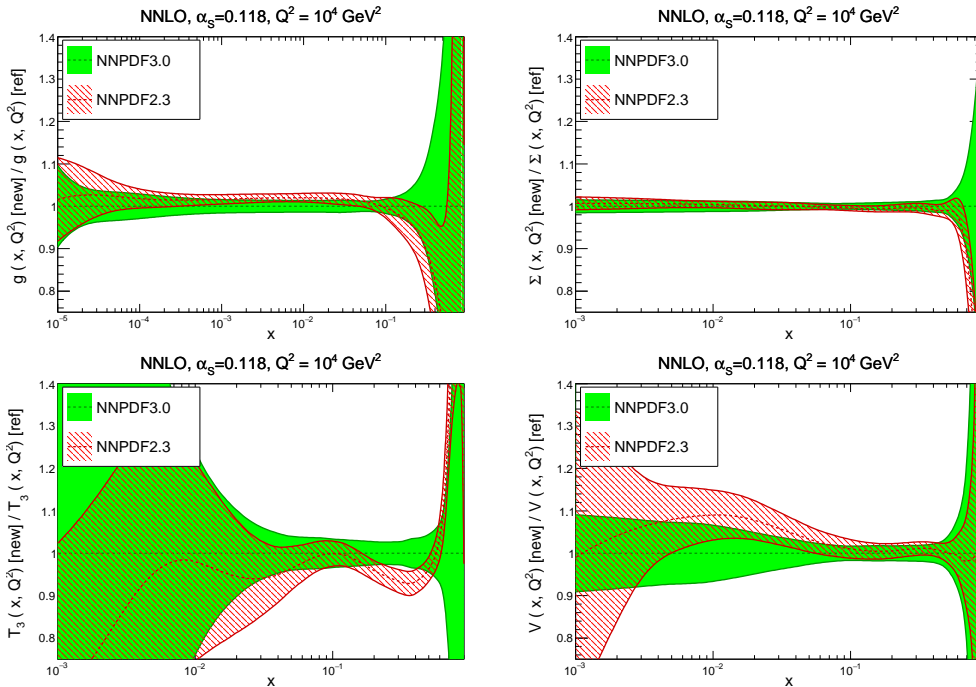 NNLO, α_S=0.118, Q² = 10⁴ GeV²
g ( x, Q²) [new] / g ( x, Q²) [ref]
1.4
1.3
1.2
1.1
1
0.9
0.8
NNPDF3.0
NNPDF2.3
10⁻⁵ 10⁻⁴ 10⁻³ 10⁻² 10⁻¹
x
NNLO, α_S=0.118, Q² = 10⁴ GeV²
Σ ( x, Q²) [new] / Σ ( x, Q²) [ref]
1.4
1.3
1.2
1.1
1
0.9
0.8
NNPDF3.0
NNPDF2.3
10⁻³ 10⁻² 10⁻¹
x
NNLO, α_S=0.118, Q² = 10⁴ GeV²
T₃ ( x, Q²) [new] / T₃ ( x, Q²) [ref]
1.4
1.3
1.2
1.1
1
0.9
0.8
NNPDF3.0
NNPDF2.3
10⁻³ 10⁻² 10⁻¹
x
NNLO, α_S=0.118, Q² = 10⁴ GeV²
V ( x, Q²) [new] / V ( x, Q²) [ref]
1.4
1.3
1.2
1.1
1
0.9
0.8
NNPDF3.0
NNPDF2.3
10⁻³ 10⁻² 10⁻¹
x